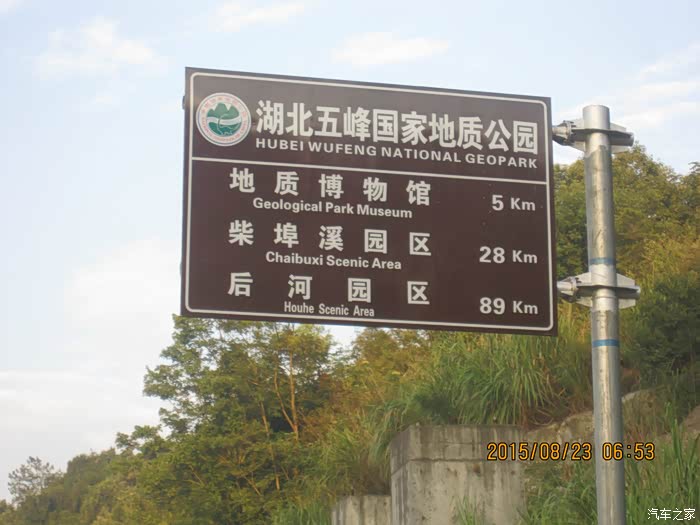 湖北五峰国家地质公园
HUBEI WUFENG NATIONAL GEOPARK
地质博物馆 5 Km
Geological Park Museum
柴埠溪园区 28 Km
Chaibuxi Scenic Area
后河园区 89 Km
Houhe Scenic Area
2015/08/23 06:53
汽车之家